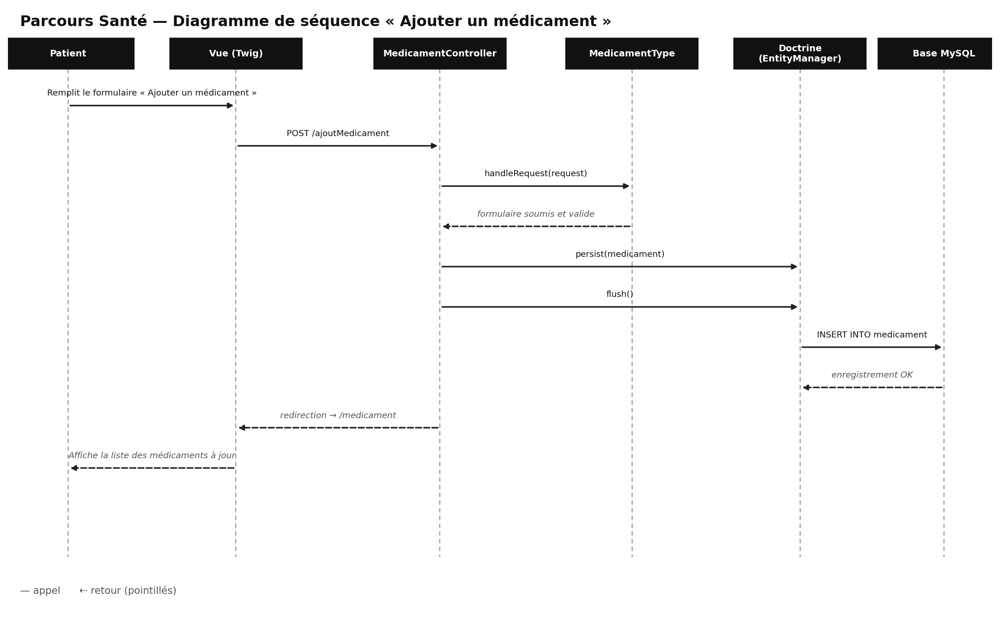 Parcours Santé — Diagramme de séquence « Ajouter un médicament »
Patient
Vue (Twig)
MedicamentController
MedicamentType
Doctrine
(EntityManager)
Base MySQL
Remplit le formulaire « Ajouter un médicament »
POST /ajoutMedicament
handleRequest(request)
formulaire soumis et valide
persist(medicament)
flush()
INSERT INTO medicament
enregistrement OK
redirection → /medicament
Affiche la liste des médicaments à jour
— appel ⇠ retour (pointillés)